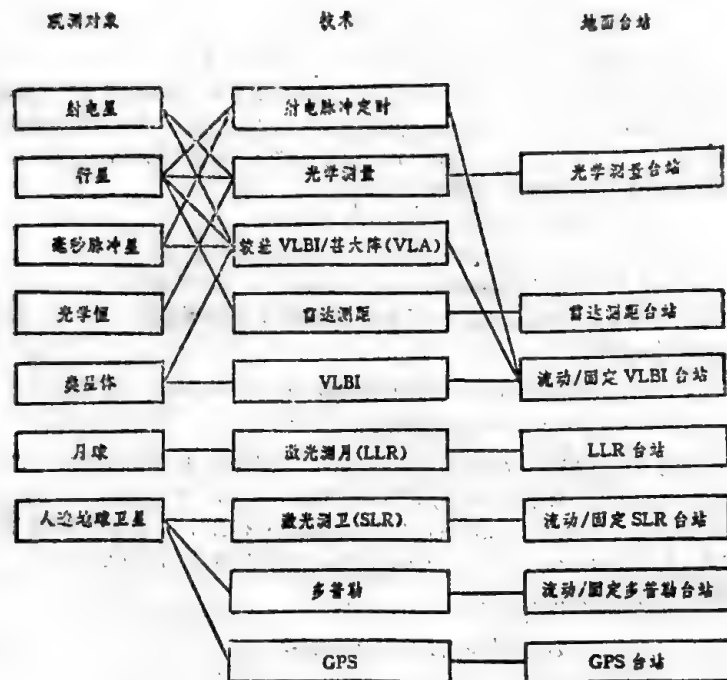 观测对象 技术 地面台站
射电星 射电脉冲定时
行星 光学测量 光学测量台站
毫秒脉冲星 较差 VLBI/甚大阵(VLA)
光学恒 雷达测距 雷达测距台站
类星体 VLBI 流动/固定 VLBI 台站
月球 激光测月(LLR) LLR 台站
人造地球卫星 激光测卫(SLR) 流动/固定 SLR 台站
多普勒 流动/固定多普勒台站
GPS GPS 台站